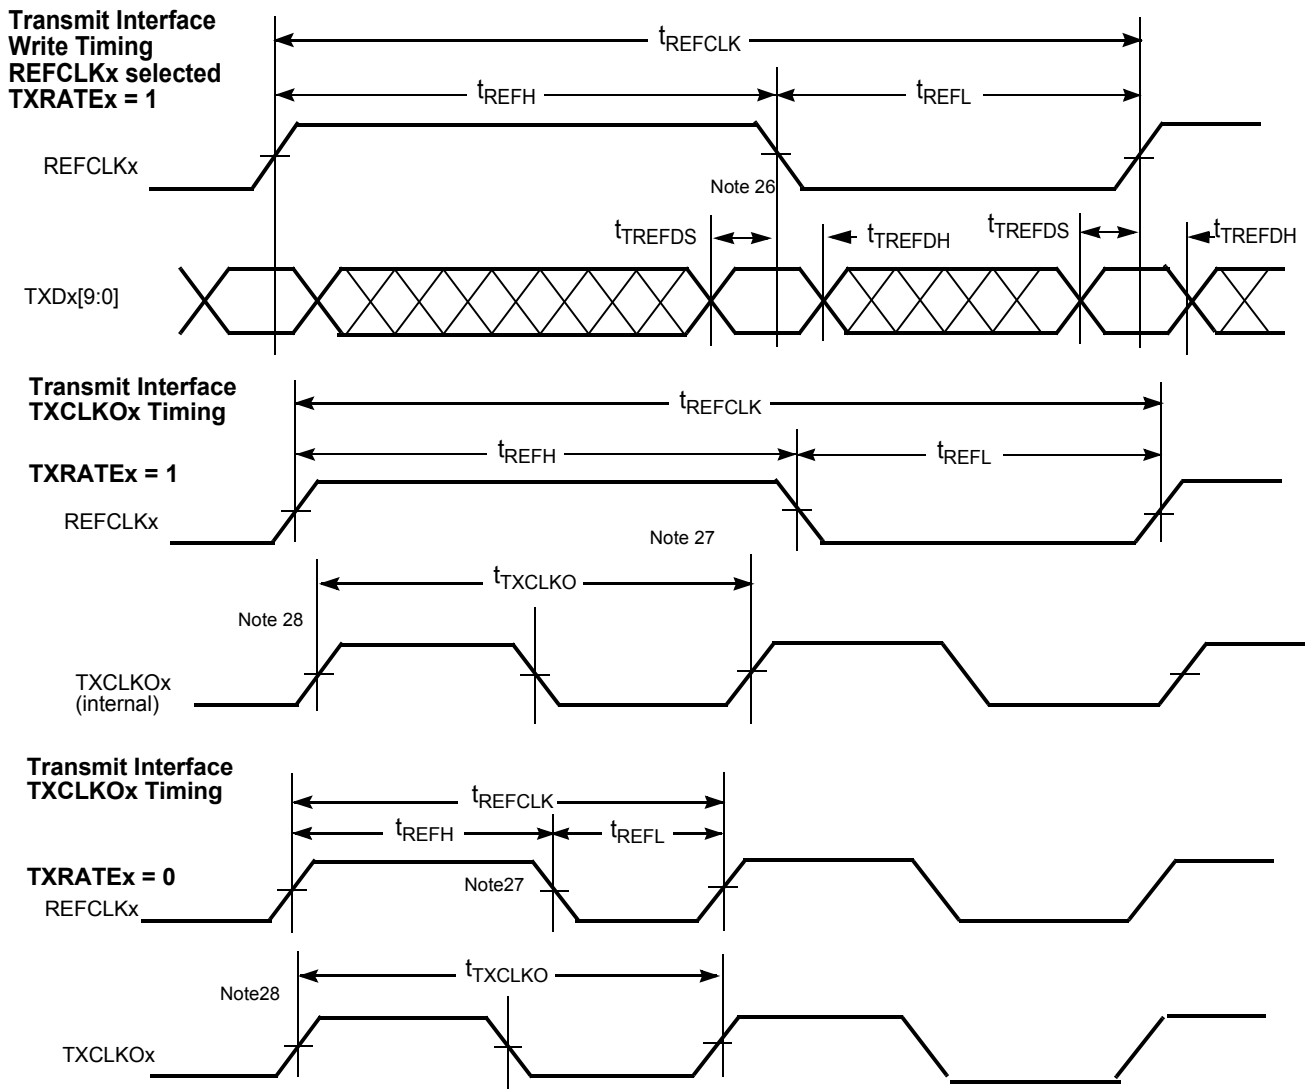 Transmit Interface
Write Timing
REFCLKx selected
TXRATEx = 1
tREFCLK
tREFH
tREFL
REFCLKx
Note 26
tTREFDS
tTREFDH
tTREFDS
tTREFDH
TXDx[9:0]
Transmit Interface
TXCLKOx Timing
tREFCLK
TXRATEx = 1
tREFH
tREFL
REFCLKx
Note 27
tTXCLKO
Note 28
TXCLKOx
(internal)
Transmit Interface
TXCLKOx Timing
tREFCLK
tREFH
tREFL
TXRATEx = 0
REFCLKx
Note27
tTXCLKO
Note28
TXCLKOx